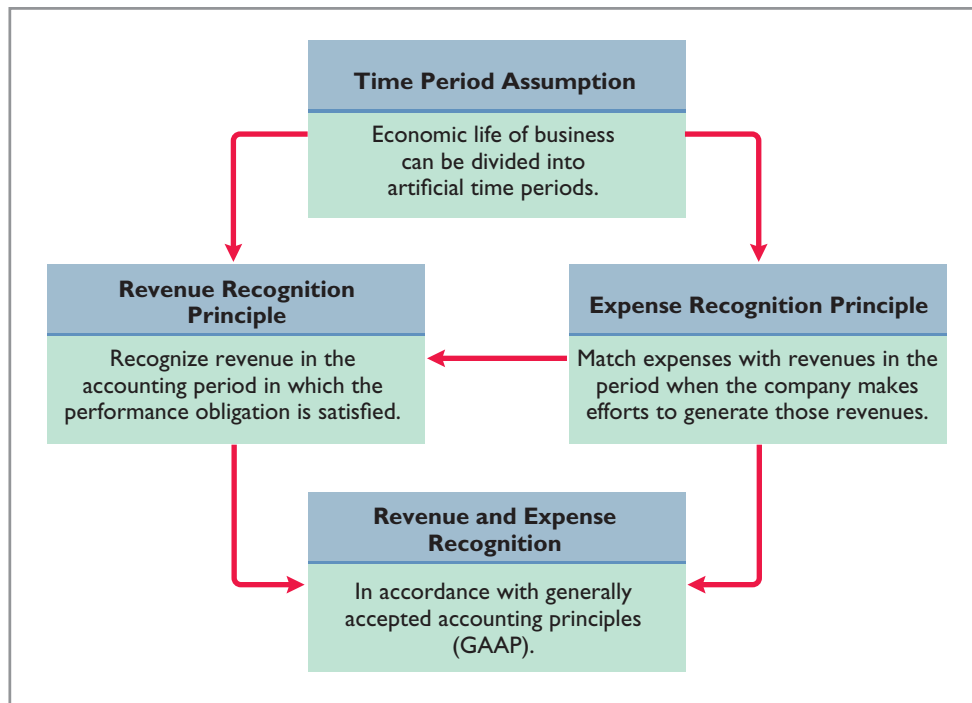 Time Period Assumption
Economic life of business
can be divided into
artificial time periods.
Revenue Recognition
Principle
Recognize revenue in the
accounting period in which the
performance obligation is satisfied.
Expense Recognition Principle
Match expenses with revenues in the
period when the company makes
efforts to generate those revenues.
Revenue and Expense
Recognition
In accordance with generally
accepted accounting principles
(GAAP).